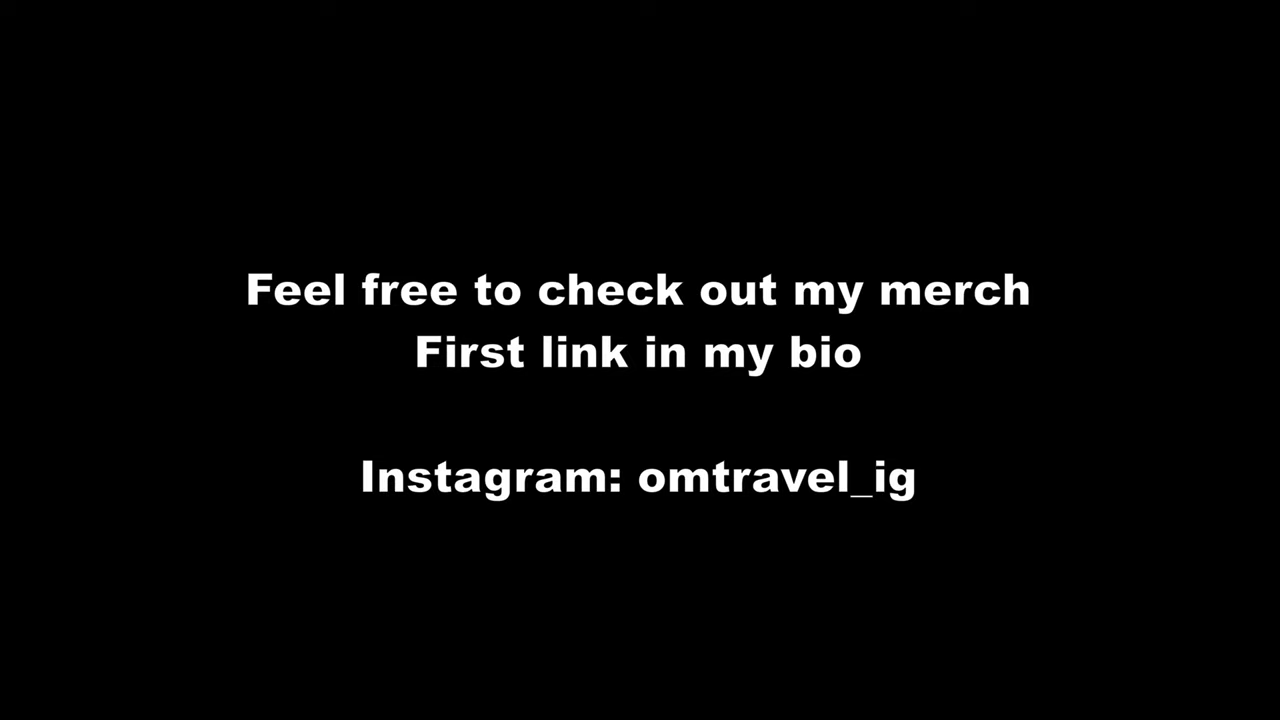 Feel free to check out my merch
First link in my bio
Instagram: omtravel_ig